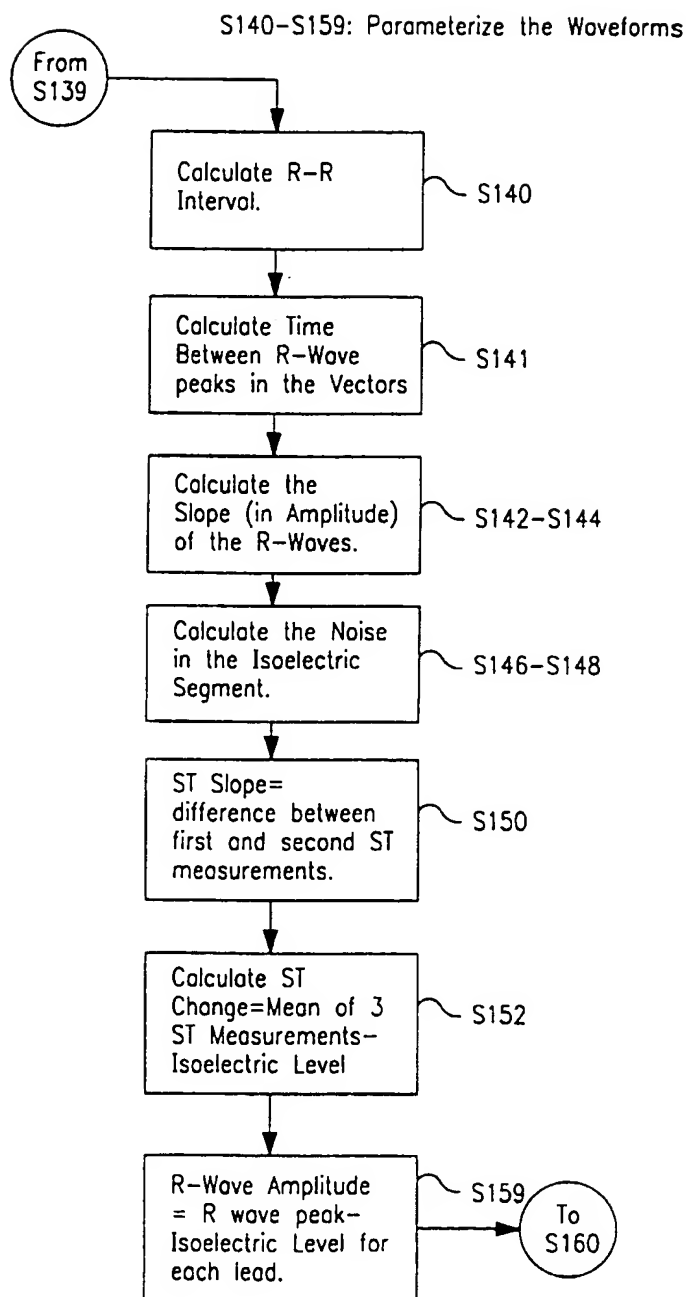 S140-S159: Parameterize the Waveforms
From
S139
Calculate R-R
Interval.
S140
Calculate Time
Between R-Wave
peaks in the Vectors
S141
Calculate the
Slope (in Amplitude)
of the R-Waves.
S142-S144
Calculate the Noise
in the Isoelectric
Segment.
S146-S148
ST Slope=
difference between
first and second ST
measurements.
S150
Calculate ST
Change=Mean of 3
ST Measurements-
Isoelectric Level
S152
R-Wave Amplitude
= R wave peak-
Isoelectric Level for
each lead.
S159
To
S160